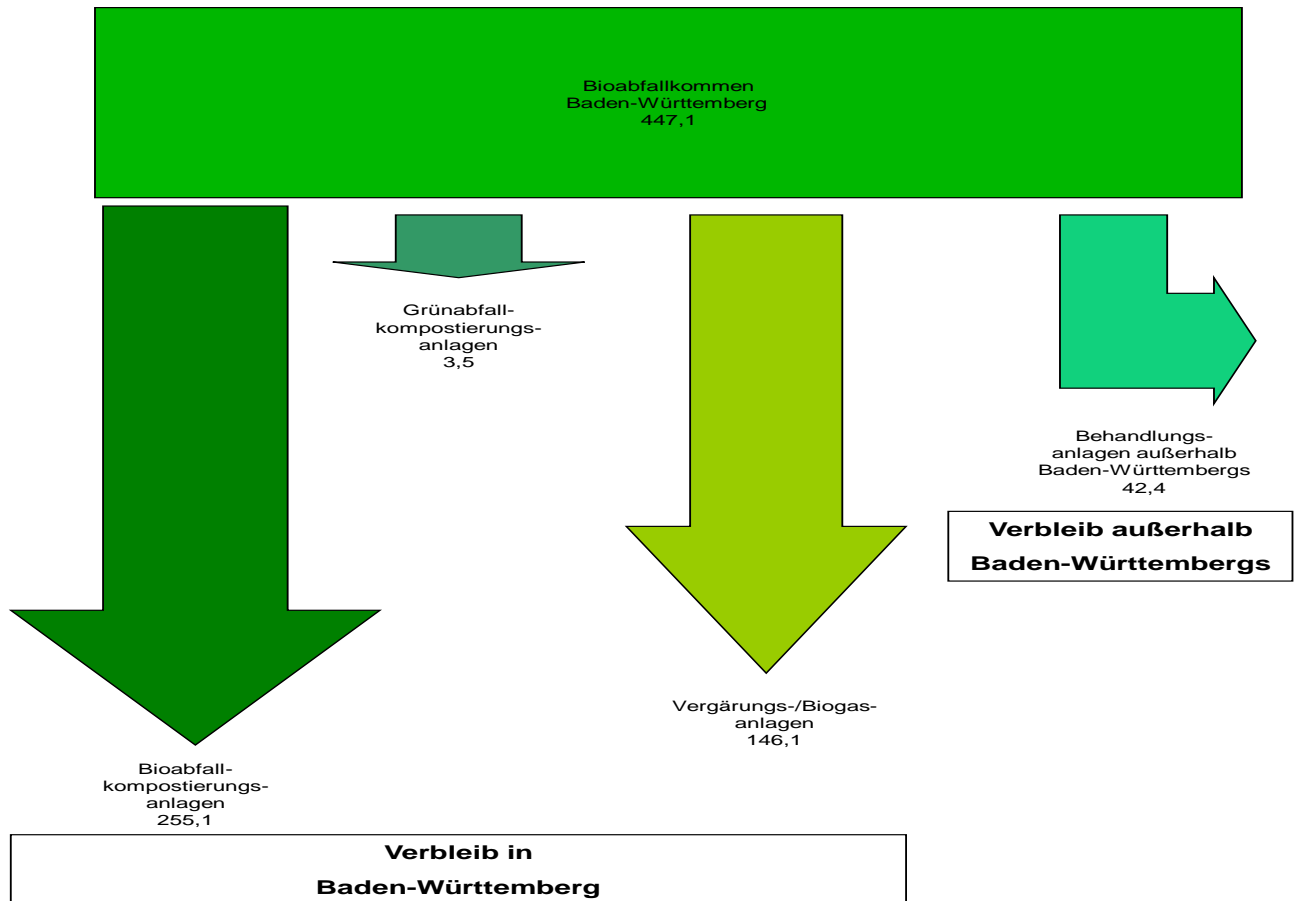 Bioabfallkommen
Baden-Württemberg
447,1
Grünabfall-
kompostierungs-
anlagen
3,5
Behandlungs-
anlagen außerhalb
Baden-Württembergs
42,4
Verbleib außerhalb
Baden-Württembergs
Vergärungs-/Biogas-
anlagen
146,1
Bioabfall-
kompostierungs-
anlagen
255,1
Verbleib in
Baden-Württemberg